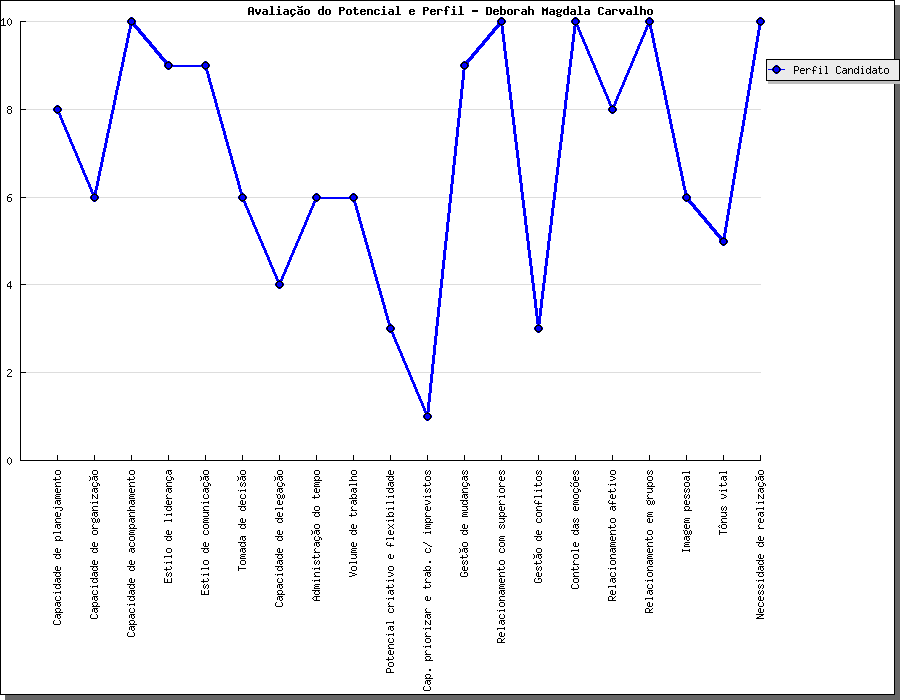 Avaliação do Potencial e Perfil - Deborah Magdala Carvalho
10
8
6
4
2
0
Perfil Candidato
Capacidade de planejamento
Capacidade de organização
Capacidade de acompanhamento
Estilo de liderança
Estilo de comunicação
Tomada de decisão
Capacidade de delegação
Administração do tempo
Volume de trabalho
Potencial criativo e flexibilidade
Cap. priorizar e trab. c/ imprevistos
Gestão de mudanças
Relacionamento com superiores
Gestão de conflitos
Controle das emoções
Relacionamento afetivo
Relacionamento em grupos
Imagem pessoal
Tônus vital
Necessidade de realização